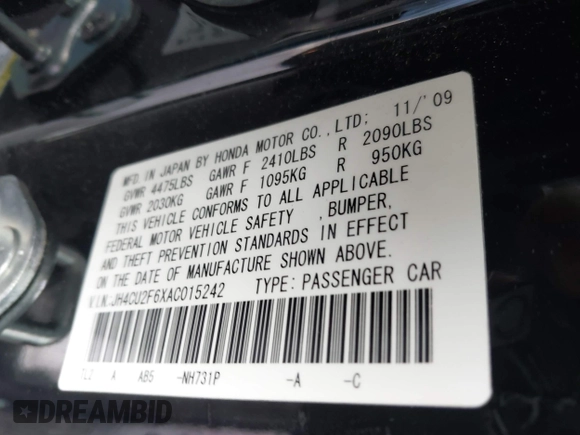 MFD. IN JAPAN BY HONDA MOTOR CO., LTD; 11/'09
GVWR 4475LBS GAWR F 2410LBS R 2090LBS
GVWR 2030KG GAWR F 1095KG R 950KG
THIS VEHICLE CONFORMS TO ALL APPLICABLE
FEDERAL MOTOR VEHICLE SAFETY , BUMPER,
AND THEFT PREVENTION STANDARDS IN EFFECT
ON THE DATE OF MANUFACTURE SHOWN ABOVE.
V.I.N:JH4CU2F6XAC015242 TYPE:PASSENGER CAR
A AB5 -NH731P -A -C
DREAMBID